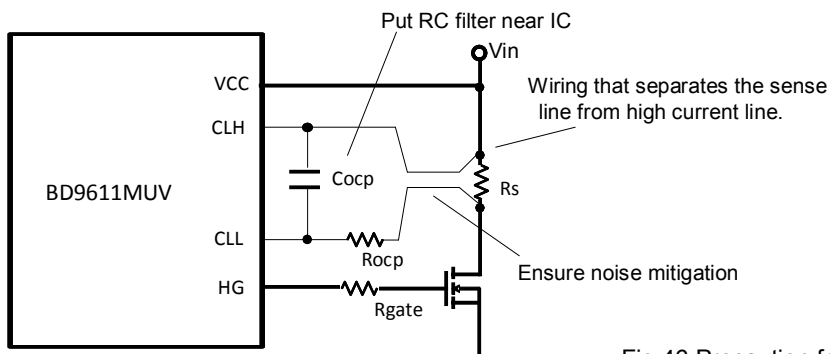 Put RC filter near IC
Vin
VCC
Wiring that separates the sense
line from high current line.
CLH
Cocp
Rs
BD9611MUV
CLL
Rocp
Ensure noise mitigation
HG
Rgate